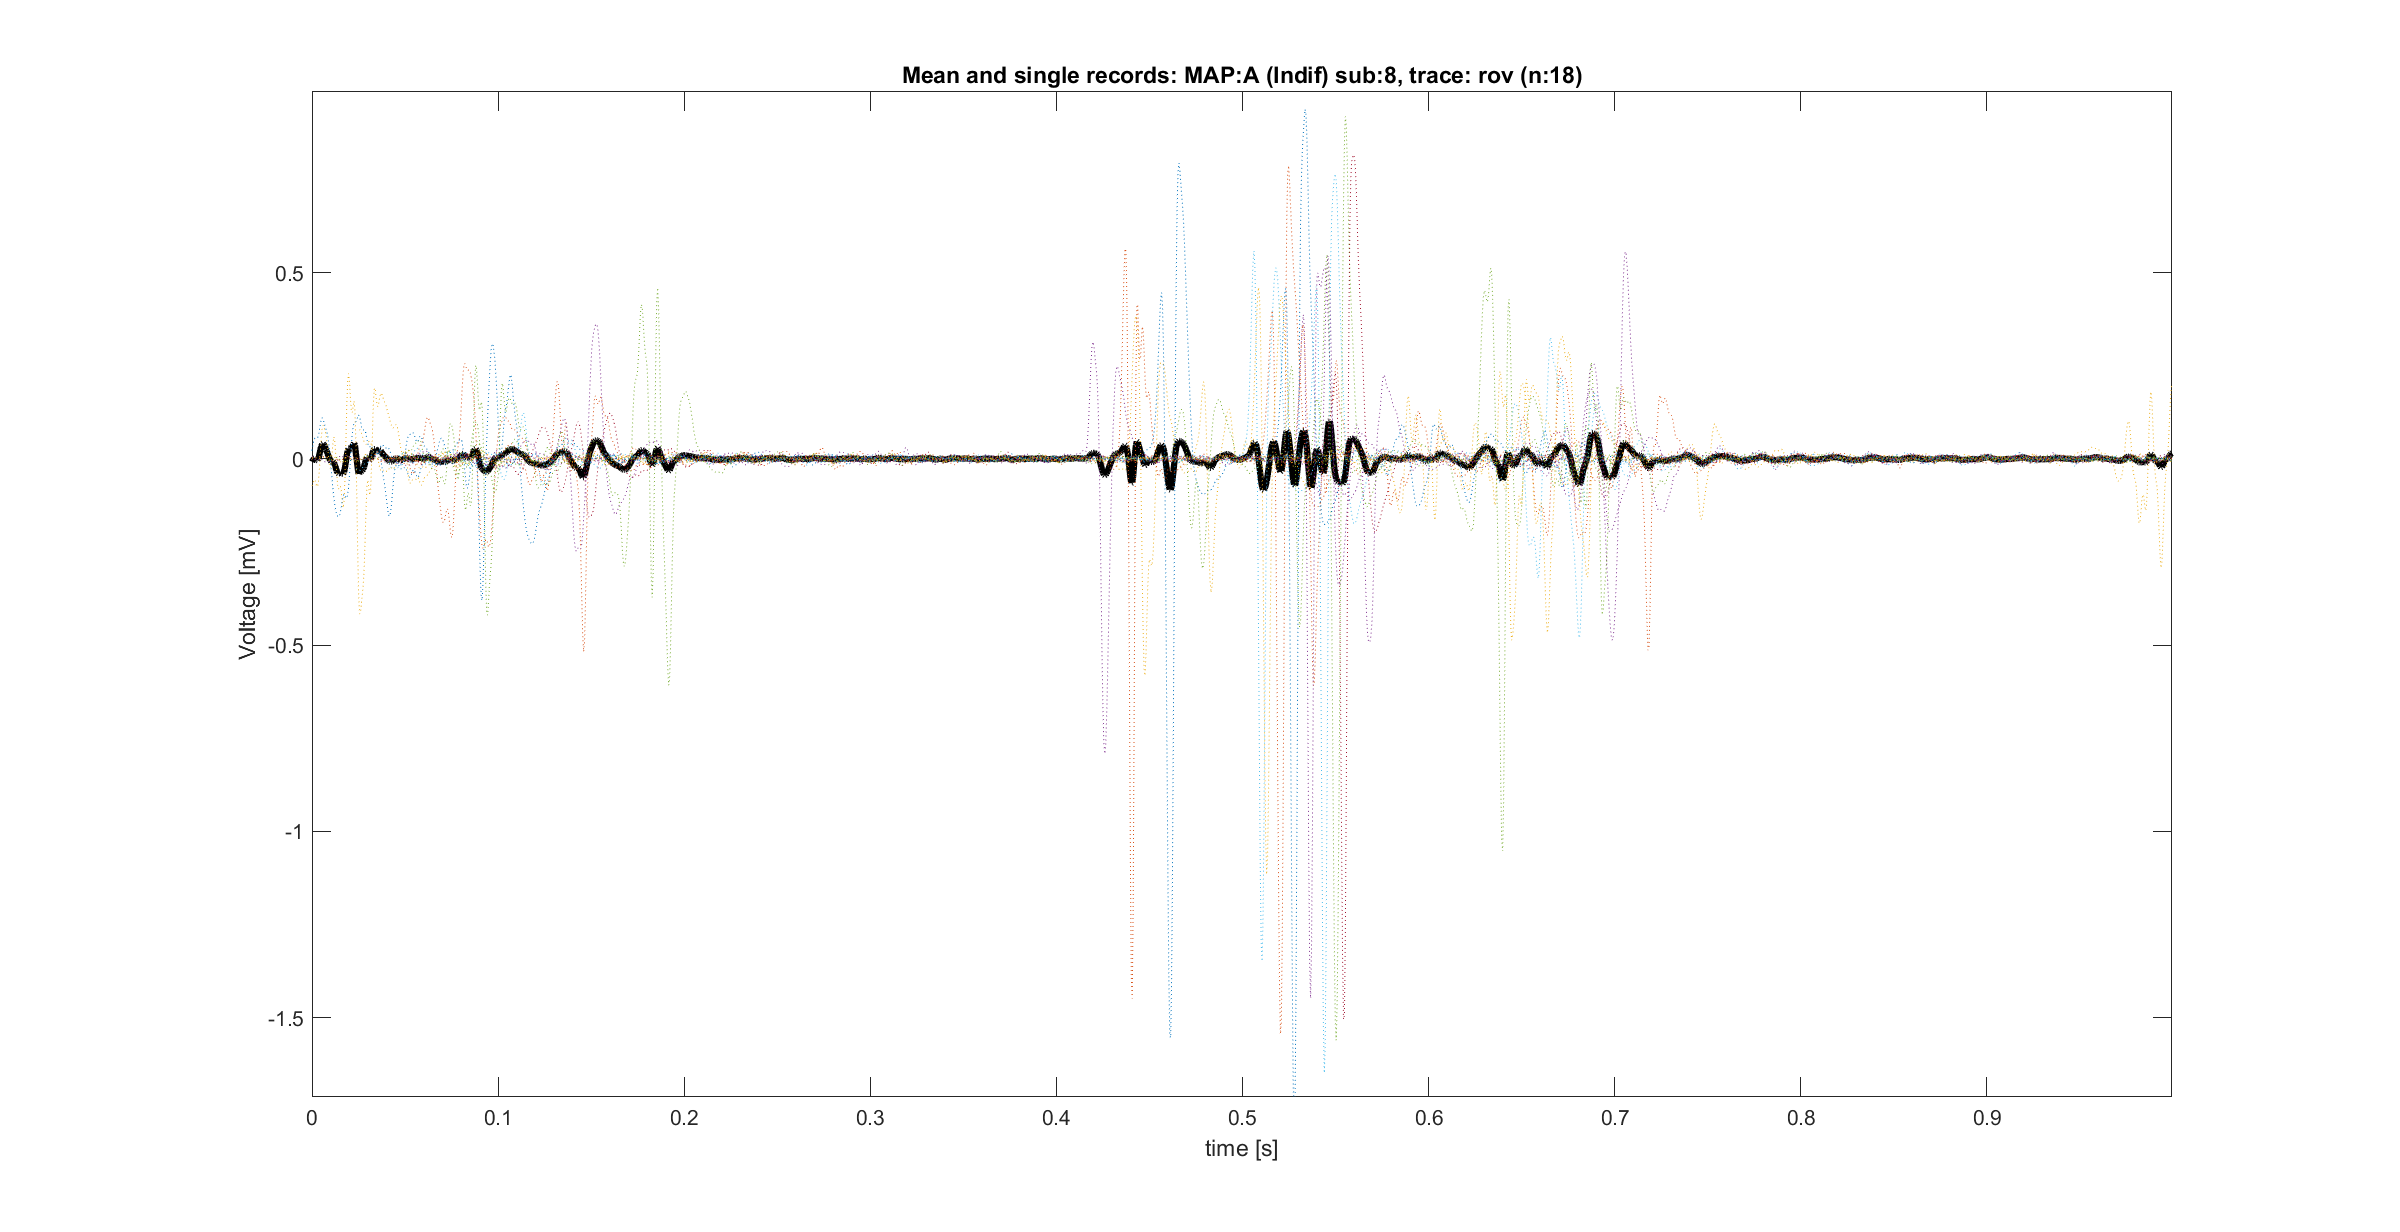 Mean and single records: MAP:A (Indif) sub:8, trace: rov (n:18)
Voltage [mV]
0.5
0
-0.5
-1
-1.5
0 0.1 0.2 0.3 0.4 0.5 0.6 0.7 0.8 0.9
time [s]